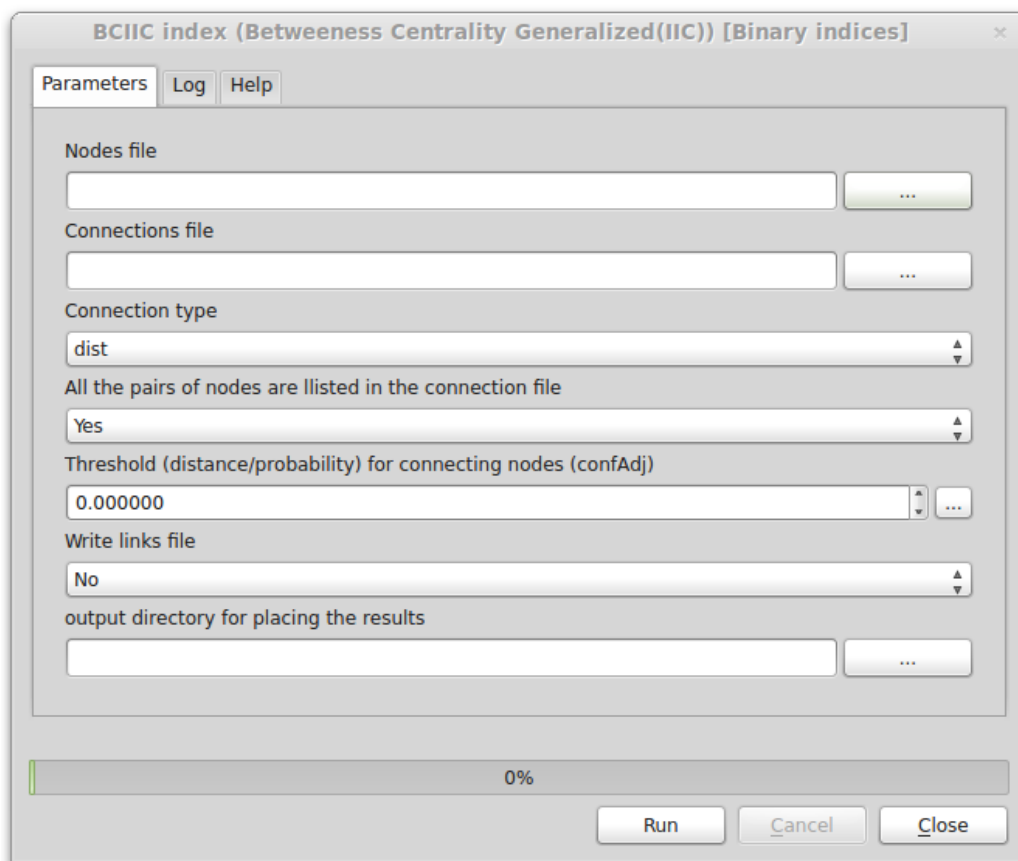 BCIIC index (Betweeness Centrality Generalized(IIC)) [Binary indices]
Parameters Log Help
Nodes file
...
Connections file
...
Connection type
dist
All the pairs of nodes are llisted in the connection file
Yes
Threshold (distance/probability) for connecting nodes (confAdj)
0.000000 ...
Write links file
No
output directory for placing the results
...
0%
Run Cancel Close